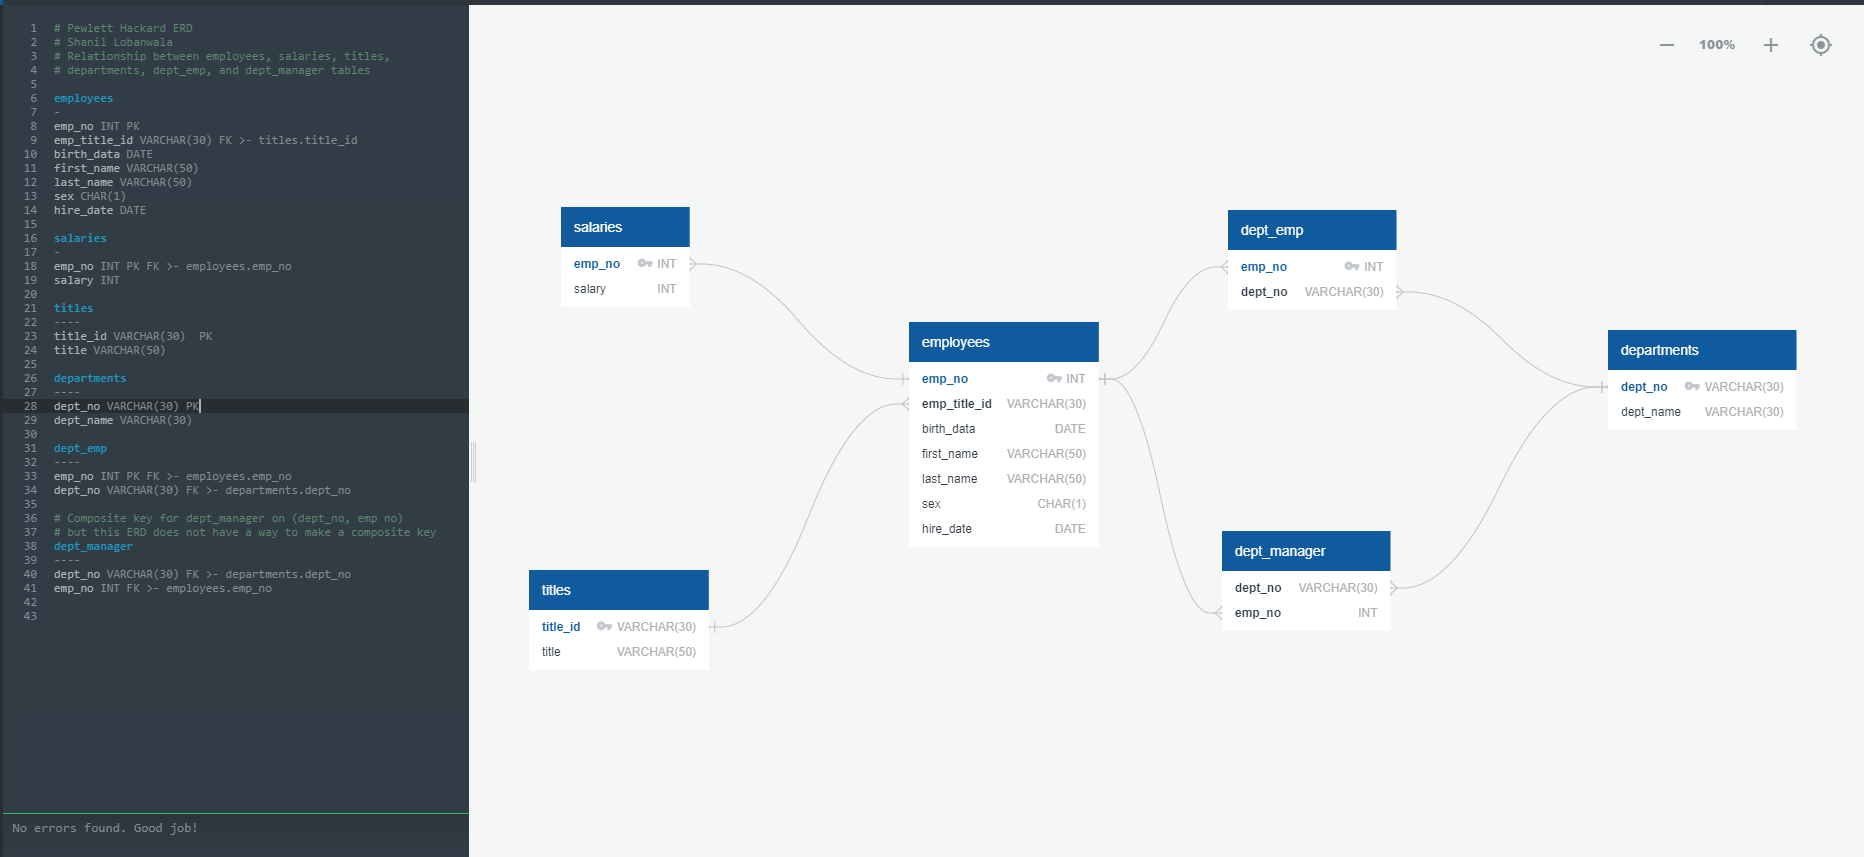 1 # Pewlett Hackard ERD
2 # Shanil Lobanwala
3 # Relationship between employees, salaries, titles,
4 # departments, dept_emp, and dept_manager tables
5
6 employees
7 -
8 emp_no INT PK
9 emp_title_id VARCHAR(30) FK >- titles.title_id
10 birth_data DATE
11 first_name VARCHAR(50)
12 last_name VARCHAR(50)
13 sex CHAR(1)
14 hire_date DATE
15
16 salaries
17 -
18 emp_no INT PK FK >- employees.emp_no
19 salary INT
20
21 titles
22 ----
23 title_id VARCHAR(30)  PK
24 title VARCHAR(50)
25
26 departments
27 ----
28 dept_no VARCHAR(30) PK
29 dept_name VARCHAR(30)
30
31 dept_emp
32 ----
33 emp_no INT PK FK >- employees.emp_no
34 dept_no VARCHAR(30) FK >- departments.dept_no
35
36 # Composite key for dept_manager on (dept_no, emp no)
37 # but this ERD does not have a way to make a composite key
38 dept_manager
39 ----
40 dept_no VARCHAR(30) FK >- departments.dept_no
41 emp_no INT FK >- employees.emp_no
42
43
No errors found. Good job!
100%
salaries
emp_no INT
salary INT
titles
title_id VARCHAR(30)
title VARCHAR(50)
employees
emp_no INT
emp_title_id VARCHAR(30)
birth_data DATE
first_name VARCHAR(50)
last_name VARCHAR(50)
sex CHAR(1)
hire_date DATE
dept_emp
emp_no INT
dept_no VARCHAR(30)
dept_manager
dept_no VARCHAR(30)
emp_no INT
departments
dept_no VARCHAR(30)
dept_name VARCHAR(30)